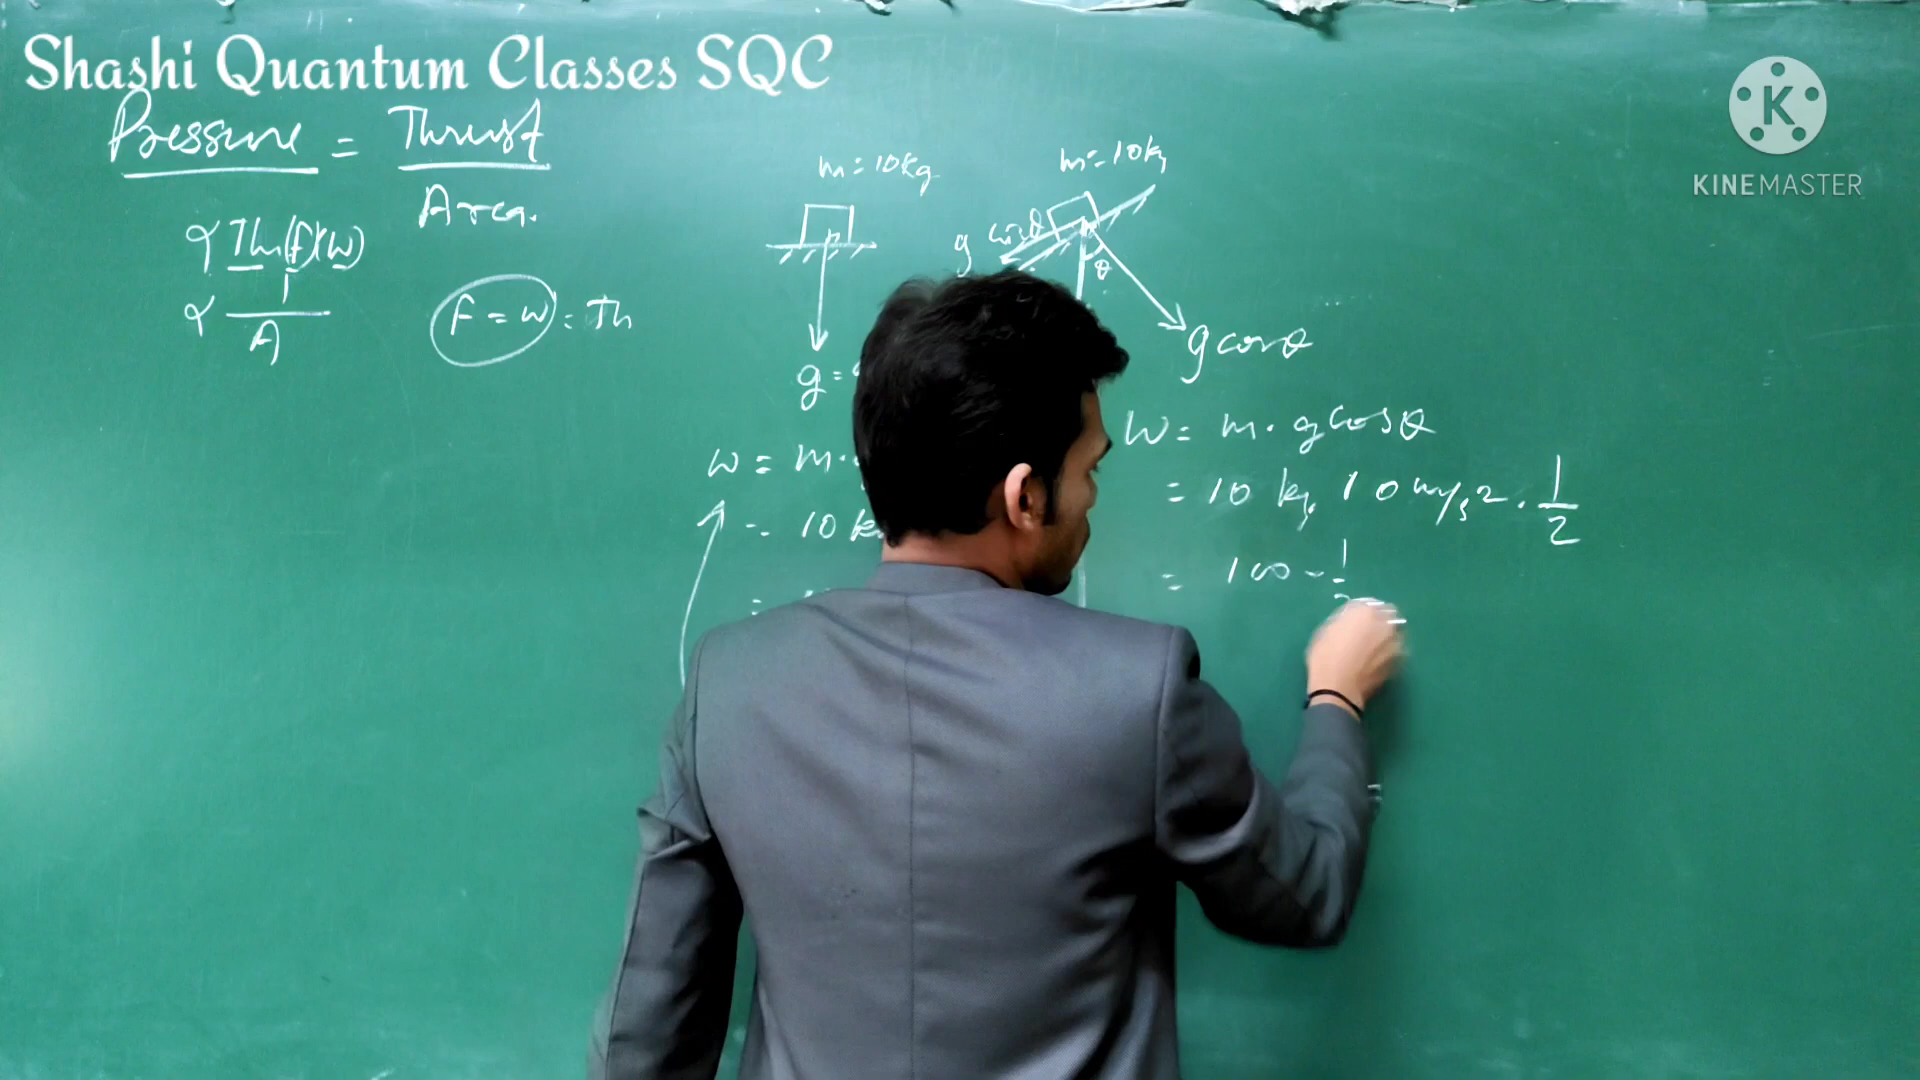 Shashi Quantum Classes SQC
KINEMASTER
Pressure = Thrust
Area.
∝ Th(F)(W)
∝ 1
A
F = W = Th
m = 10kg
g =
w = m.
= 10 k
=
m = 10kg
θ
g cosθ
W = m. g cosθ
= 10 kg 10 m/s2 . 1
2
= 100 - 1